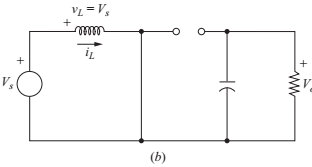 v_L = V_s
+
i_L
+
V_s
+
V_o
(b)